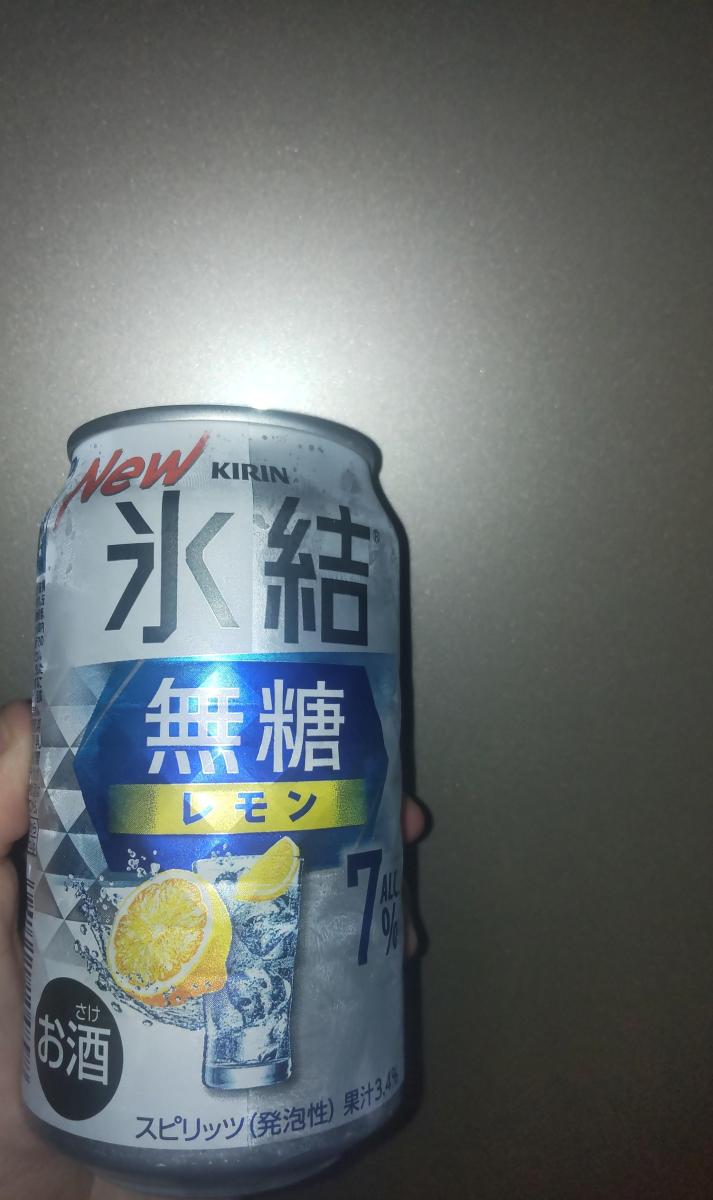 New KIRIN
氷結®
無糖
レモン
7 ALC.
%
さけ
お酒
スピリッツ(発泡性) 果汁3.4%